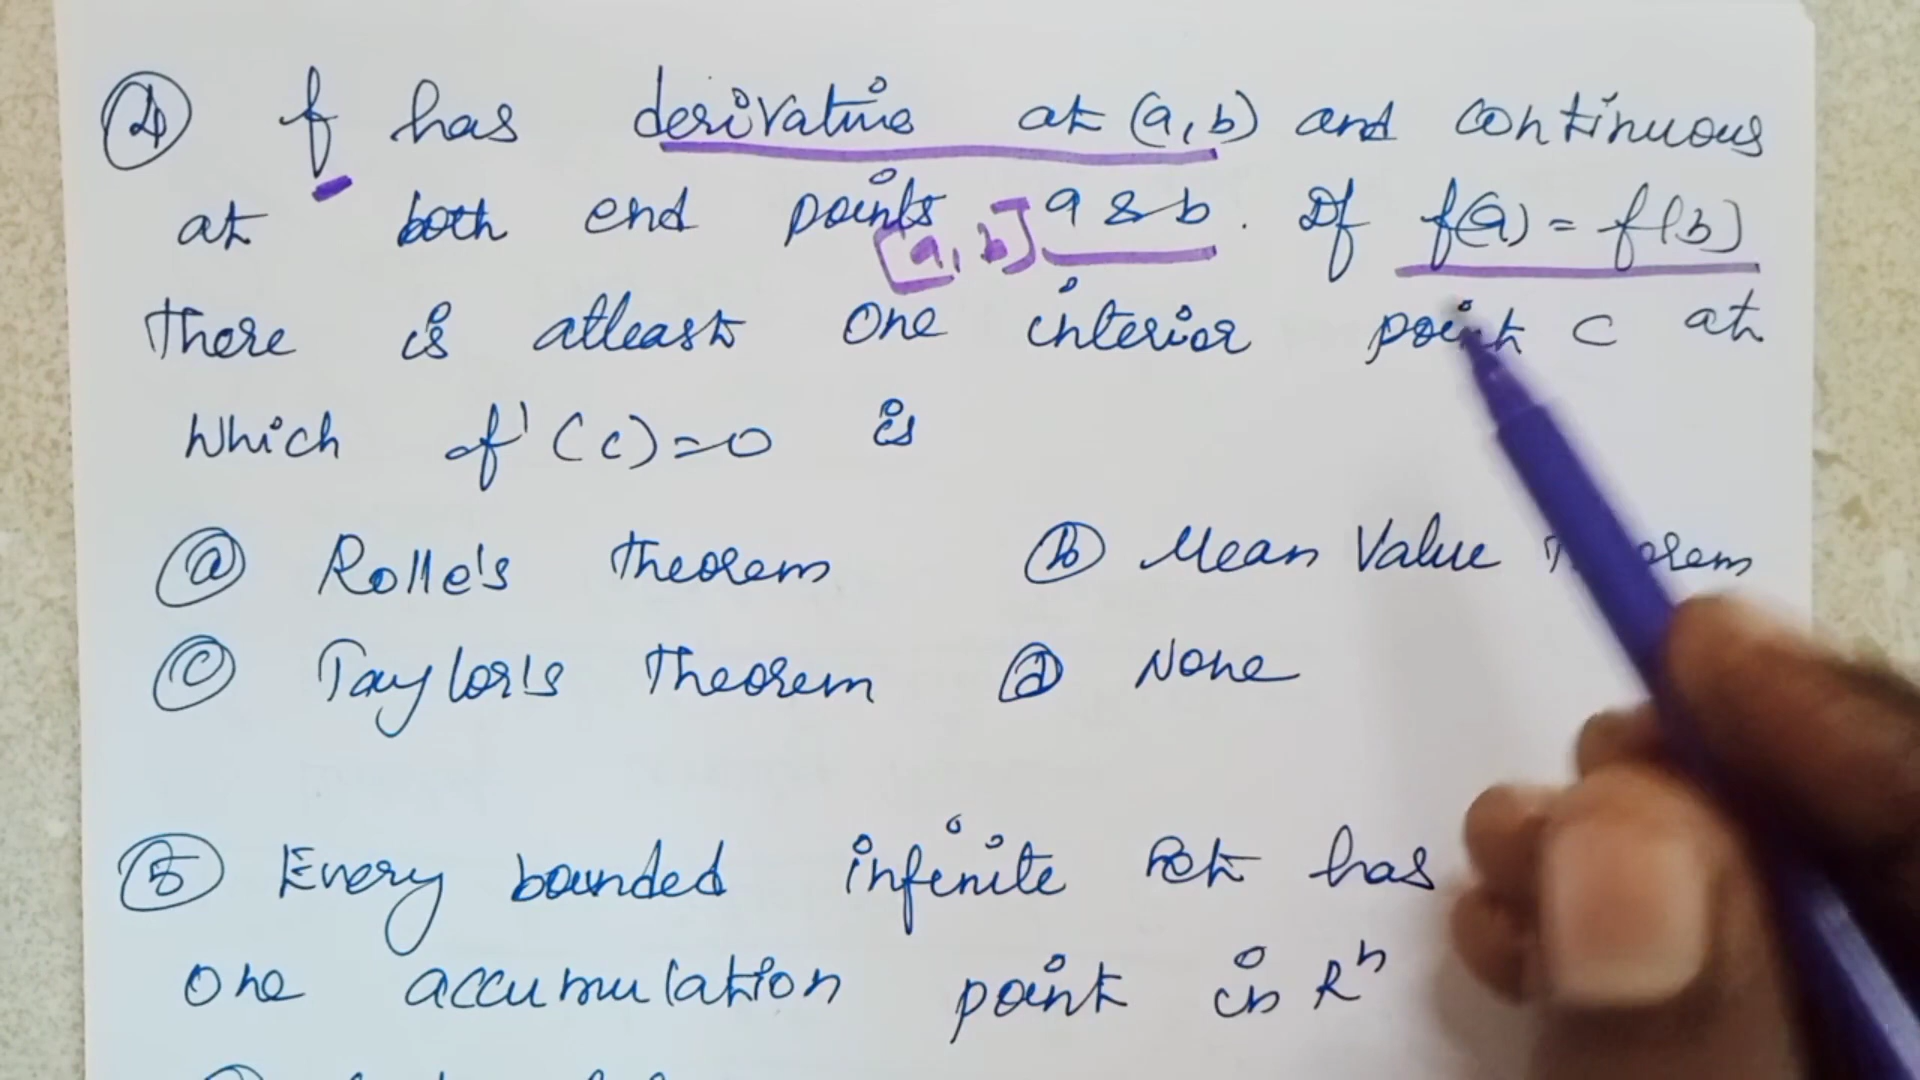 4 f has derivative at (a, b) and continuous
at both end points a & b. If f(a) = f(b)
[a, b]
there is atleast one interior point c at
which f'(c)=0 is
a Rolle's theorem b Mean Value
c Taylor's theorem d None
5 Every bounded infinite set has
one accumulation point in Rⁿ